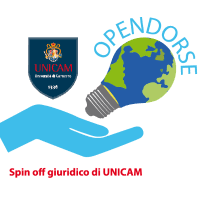 OPENDORSE
UNICAM
Università di Camerino
1336
Spin off giuridico di UNICAM